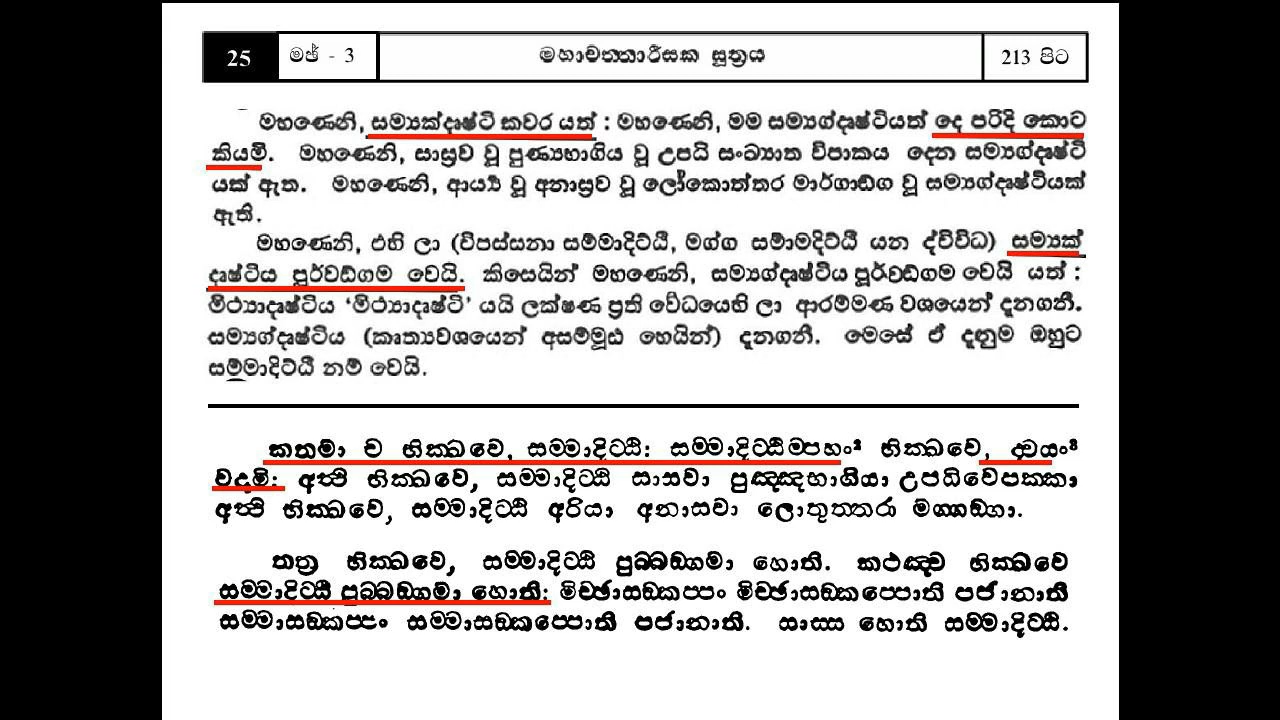 25 මජ් - 3 මහාචත්තාරීසක සූත්‍රය 213 පිට
මහණෙනි, සම්‍යක්දෘෂ්ටි කවර යත් : මහණෙනි, මම සම්‍යග්දෘෂ්ටියත් දෙ පරිදි කොට
කියමි. මහණෙනි, සාස්‍රව වූ පුණ්‍යභාගිය වූ උපයි සංඛ්‍යාත විපාකය දෙන සම්‍යග්දෘෂ්ටි
යක් ඇත. මහණෙනි, ආර්‍ය්‍ය වූ අනාස්‍රව වූ ලෝකොත්තර මාර්ගාඞ්ග වූ සම්‍යග්දෘෂ්ටියක්
ඇති.
මහණෙනි, එහි ලා (විපස්සනා සම්මාදිට්ඨි, මග්ග සම්මාමදිට්ඨි යන ද්විවිධ) සම්‍යක්
දෘෂ්ටිය පූර්වඞ්ගම වෙයි. කිසෙයින් මහණෙනි, සම්‍යග්දෘෂ්ටිය පූර්වඞ්ගම වෙයි යත් :
මිථ්‍යාදෘෂ්ටිය ‘මිථ්‍යාදෘෂ්ටි’ යයි ලක්ෂණ ප්‍රති වේධයෙහි ලා ආරම්මණ වශයෙන් දැනගනී.
සම්‍යග්දෘෂ්ටිය (කෘත්‍යවශයෙන් අසම්මූඪ හෙයින්) දැනගනී. මෙසේ ඒ දැනුම ඔහුට
සම්මාදිට්ඨි නම් වෙයි.
කතමා ච භික්ඛවෙ, සම්මාදිට්ඨි: සම්මාදිට්ඨිම්පහං² භික්ඛවෙ, ද්වයං³
වදාමි: අත්ථි භික්ඛවෙ, සම්මාදිට්ඨි සාසවා පුඤ්ඤභාගියා උපධිවෙපක්කා
අත්ථි භික්ඛවෙ, සම්මාදිට්ඨි අරියා අනාසවා ලොකුත්තරා මග්ගඞ්ගා.
තත්‍ර භික්ඛවෙ, සම්මාදිට්ඨි පුබ්බඞ්ගමා හොති. කථඤ්ච භික්ඛවෙ
සම්මාදිට්ඨි පුබ්බඞ්ගමා හොති: මිච්ඡාසඞ්කප්පං මිච්ඡාසඞ්කප්පොති පජානාති
සම්මාසඞ්කප්පං සම්මාසඞ්කප්පොති පජානාති. සාස්ස හොති සම්මාදිට්ඨි.